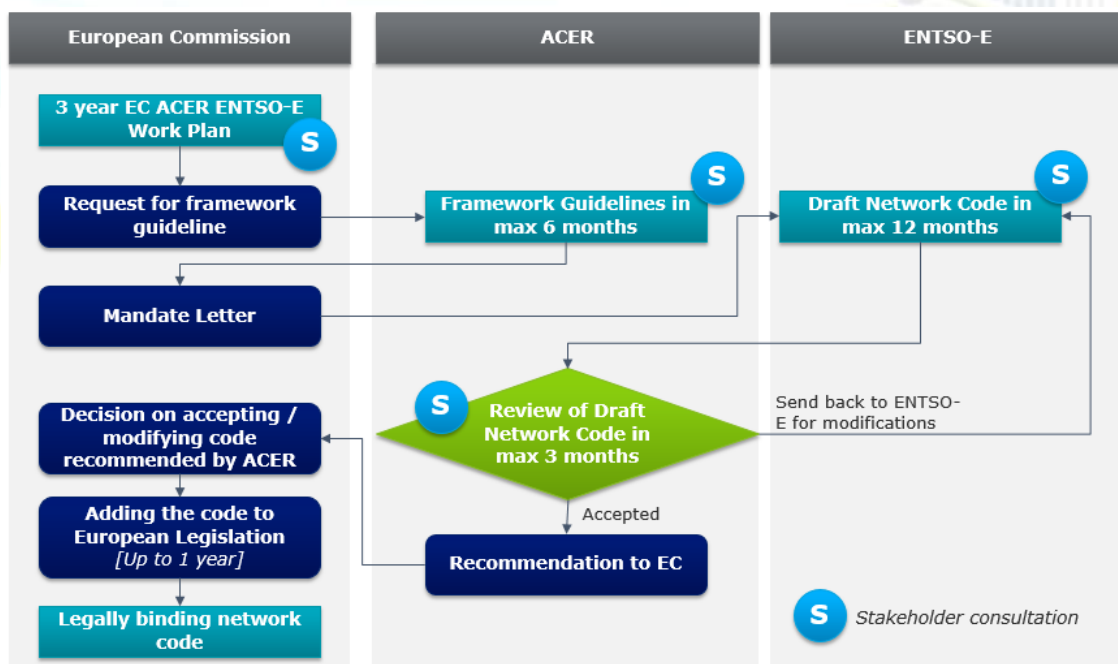 European Commission
ACER
ENTSO-E
3 year EC ACER ENTSO-E
Work Plan
S
Request for framework
guideline
Framework Guidelines in
max 6 months
S
Draft Network Code in
max 12 months
S
Mandate Letter
S
Review of Draft
Network Code in
max 3 months
Send back to ENTSO-
E for modifications
Decision on accepting /
modifying code
recommended by ACER
Accepted
Adding the code to
European Legislation
[Up to 1 year]
Recommendation to EC
Legally binding network
code
S
Stakeholder consultation